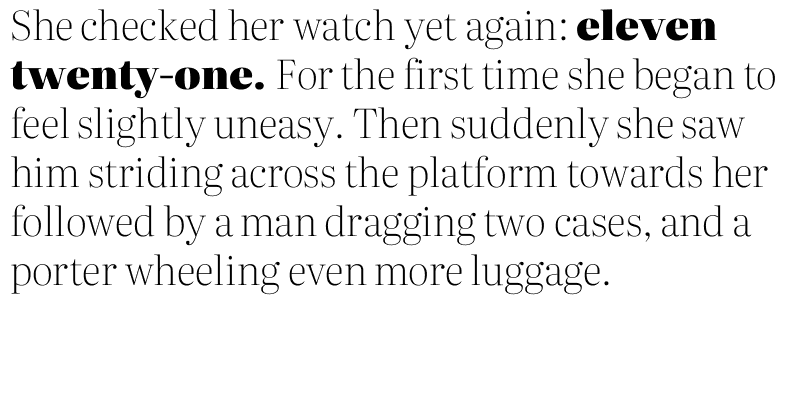 She checked her watch yet again: eleven
twenty-one. For the first time she began to
feel slightly uneasy. Then suddenly she saw
him striding across the platform towards her
followed by a man dragging two cases, and a
porter wheeling even more luggage.